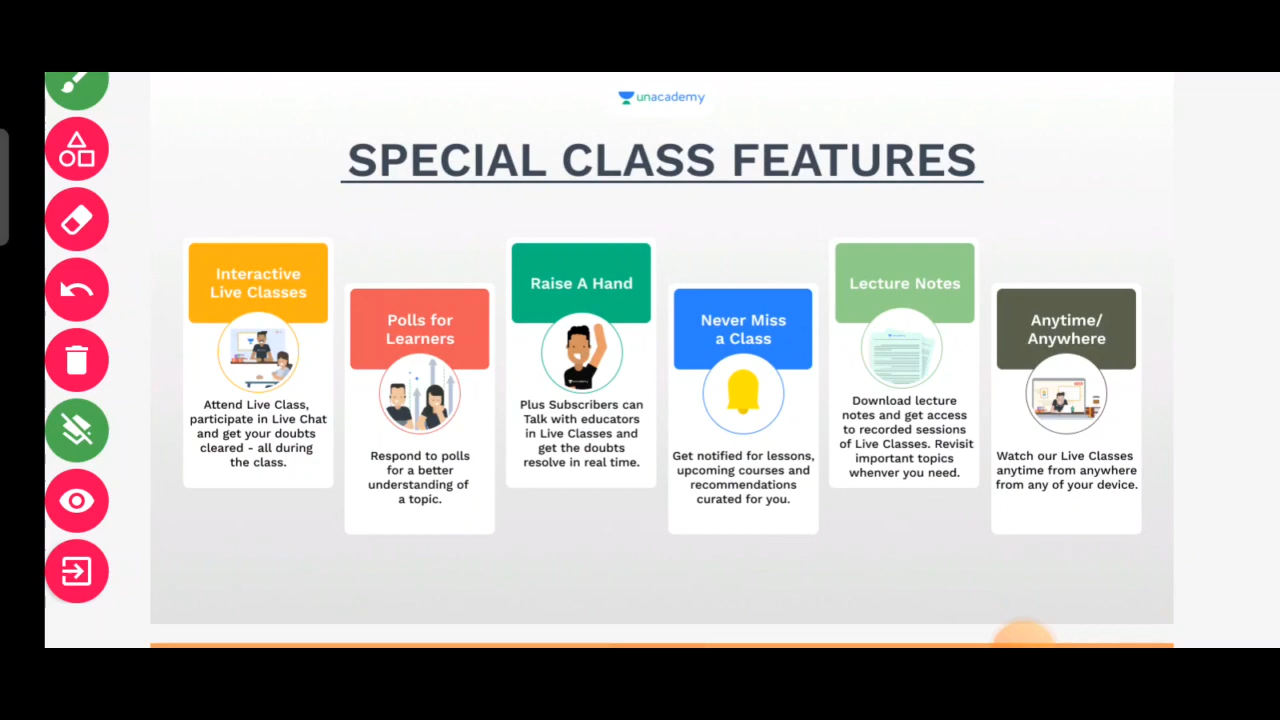 unacademy
SPECIAL CLASS FEATURES
Interactive
Live Classes
Attend Live Class,
participate in Live Chat
and get your doubts
cleared - all during
the class.
Polls for
Learners
Respond to polls
for a better
understanding of
a topic.
Raise A Hand
Plus Subscribers can
Talk with educators
in Live Classes and
get the doubts
resolve in real time.
Never Miss
a Class
Get notified for lessons,
upcoming courses and
recommendations
curated for you.
Lecture Notes
Download lecture
notes and get access
to recorded sessions
of Live Classes. Revisit
important topics
whenver you need.
Anytime/
Anywhere
Watch our Live Classes
anytime from anywhere
from any of your device.